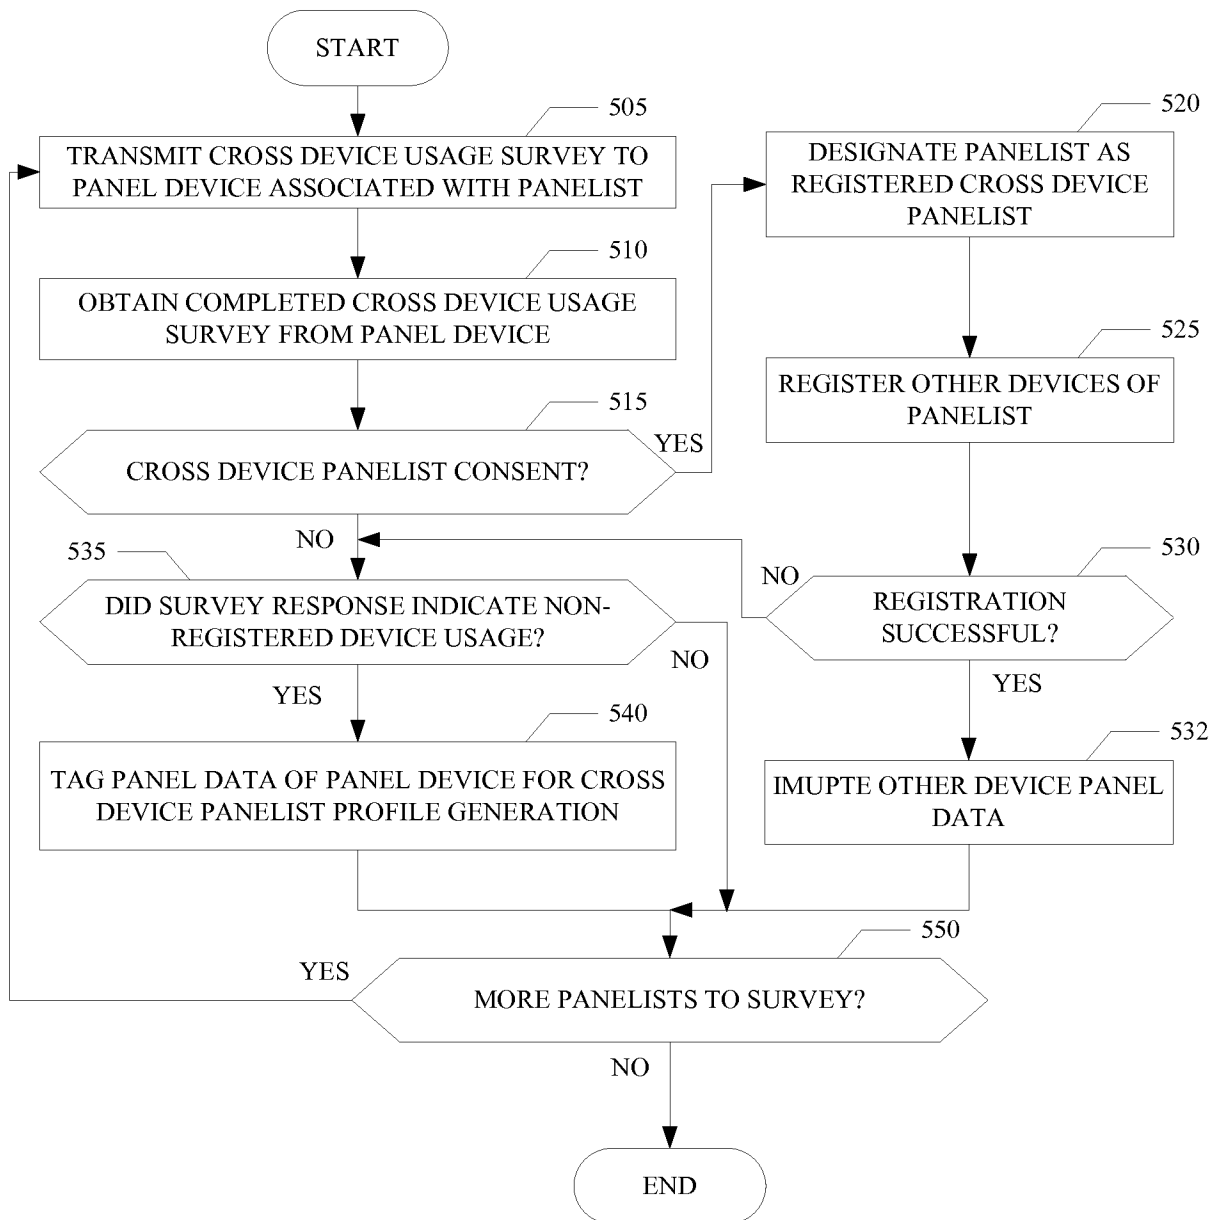 START
505
TRANSMIT CROSS DEVICE USAGE SURVEY TO
PANEL DEVICE ASSOCIATED WITH PANELIST
510
OBTAIN COMPLETED CROSS DEVICE USAGE
SURVEY FROM PANEL DEVICE
515
CROSS DEVICE PANELIST CONSENT?
YES
NO
520
DESIGNATE PANELIST AS
REGISTERED CROSS DEVICE
PANELIST
525
REGISTER OTHER DEVICES OF
PANELIST
530
REGISTRATION
SUCCESSFUL?
NO
YES
532
IMUPTE OTHER DEVICE PANEL
DATA
535
DID SURVEY RESPONSE INDICATE NON-
REGISTERED DEVICE USAGE?
NO
YES
540
TAG PANEL DATA OF PANEL DEVICE FOR CROSS
DEVICE PANELIST PROFILE GENERATION
550
MORE PANELISTS TO SURVEY?
YES
NO
END